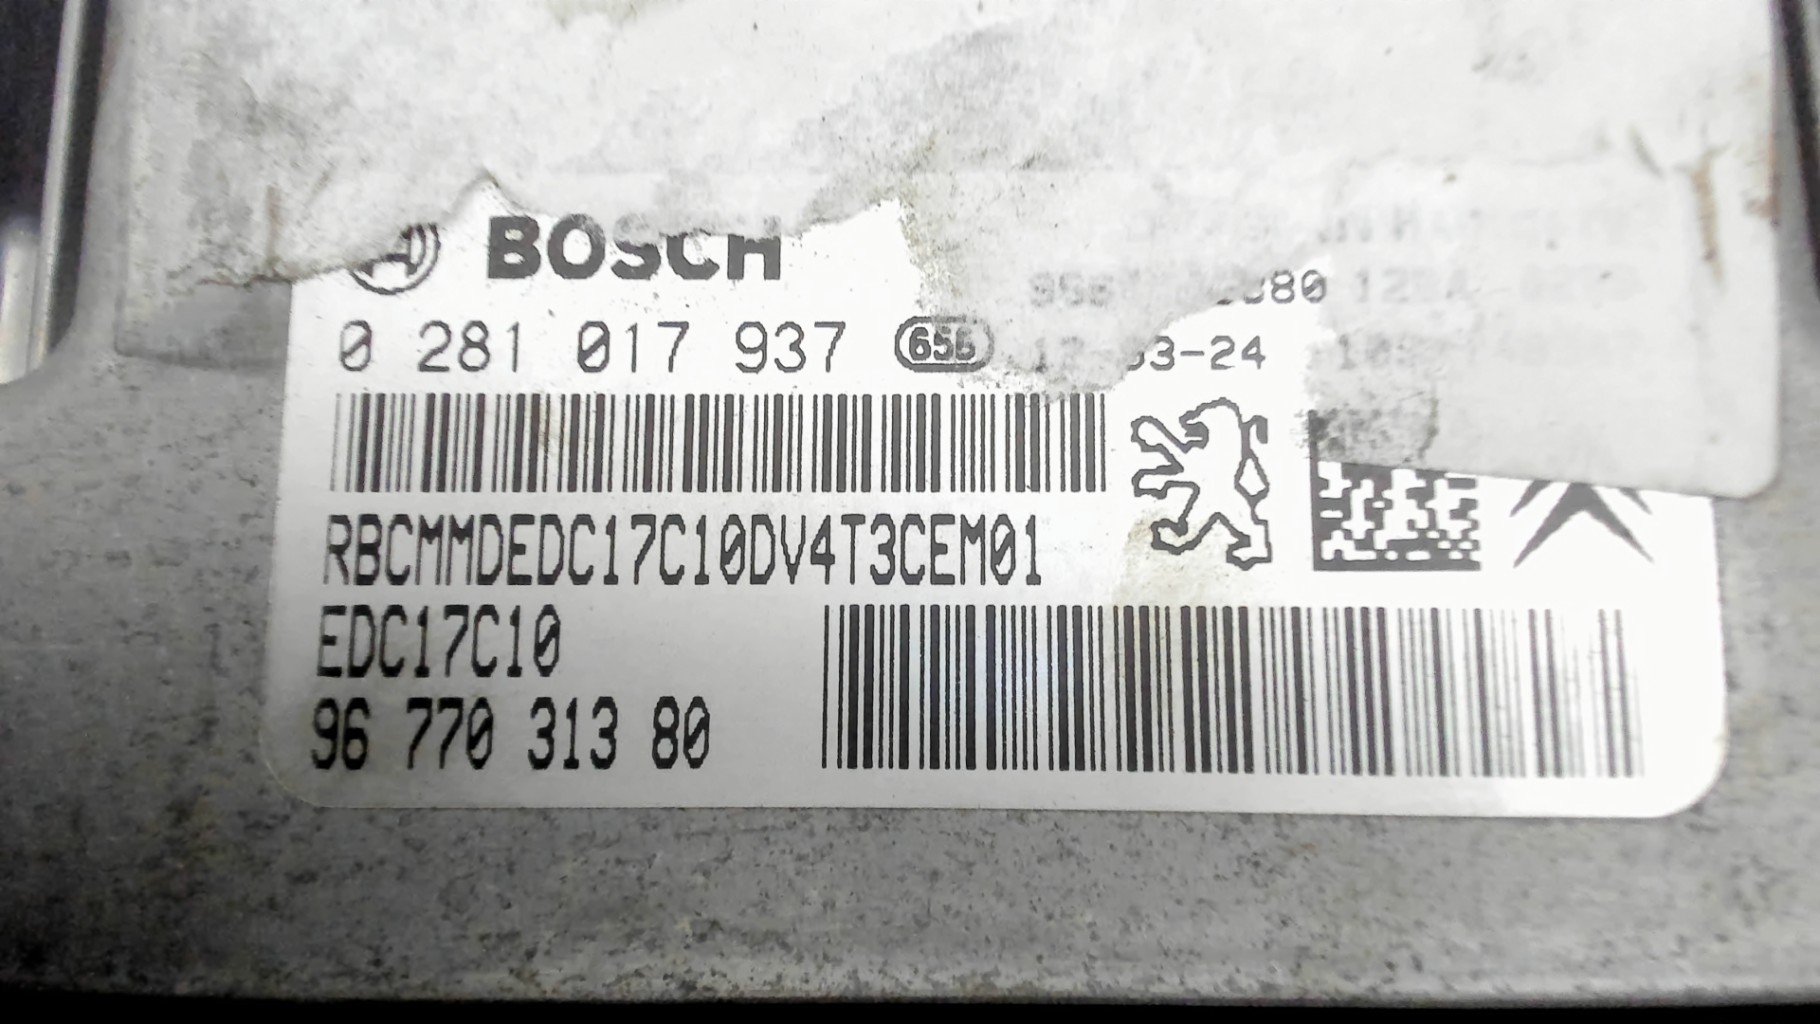 BOSCH
0 281 017 937 656
RBCMMDEDC17C10DV4T3CEM01
EDC17C10
96 770 313 80